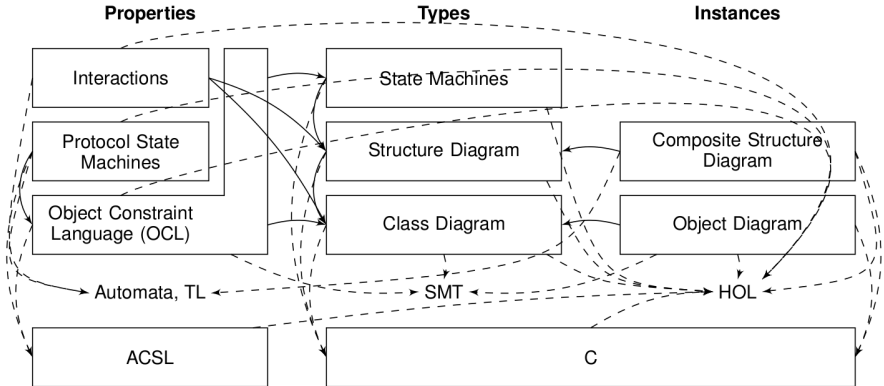 Properties Types Instances
Interactions State Machines
Protocol State
Machines
Structure Diagram
Composite Structure
Diagram
Object Constraint
Language (OCL)
Class Diagram
Object Diagram
Automata, TL SMT HOL
ACSL C